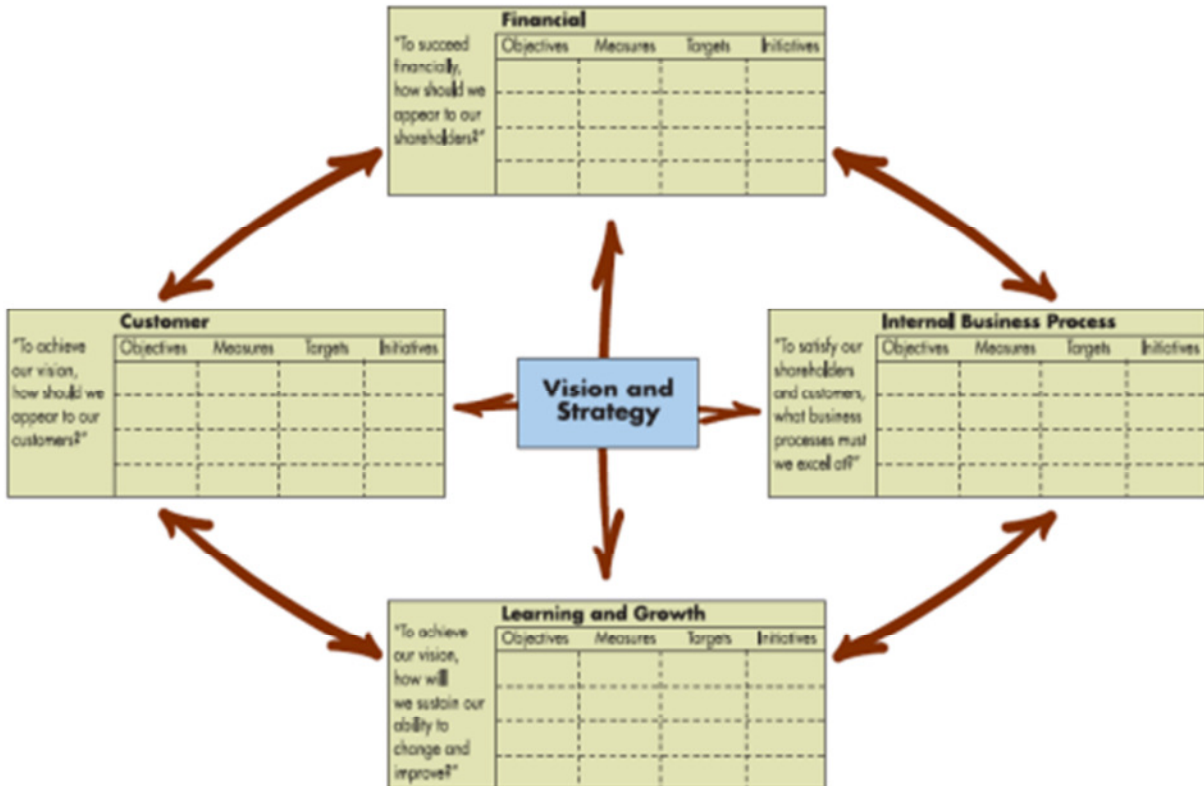 Financial
"To succeed
financially,
how should we
appear to our
shareholders?"
Objectives Measures Targets Initiatives
Customer
"To achieve
our vision,
how should we
appear to our
customers?"
Objectives Measures Targets Initiatives
Vision and
Strategy
Internal Business Process
"To satisfy our
shareholders
and customers,
what business
processes must
we excel at?"
Objectives Measures Targets Initiatives
Learning and Growth
"To achieve
our vision,
how will
we sustain our
ability to
change and
improve?"
Objectives Measures Targets Initiatives